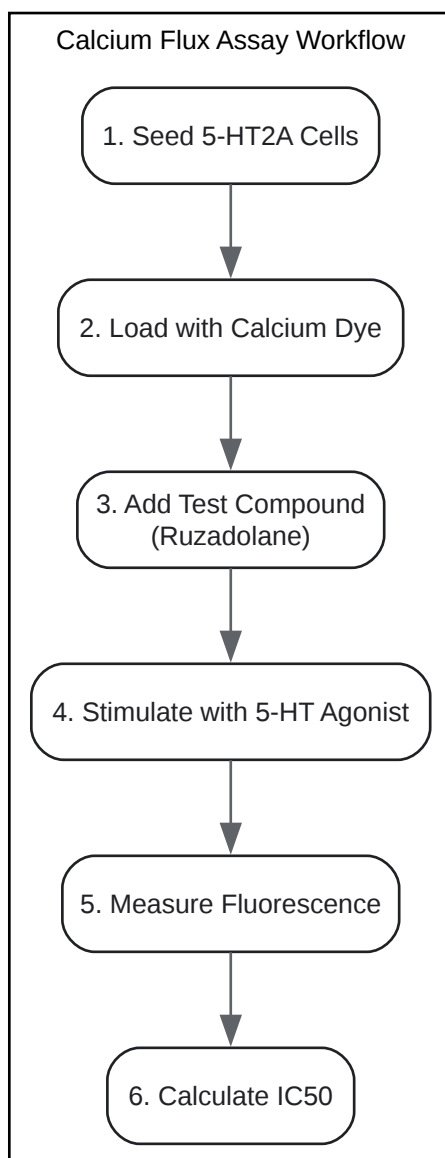 Calcium Flux Assay Workflow
1. Seed 5-HT2A Cells
2. Load with Calcium Dye
3. Add Test Compound
(Ruzadolane)
4. Stimulate with 5-HT Agonist
5. Measure Fluorescence
6. Calculate IC50